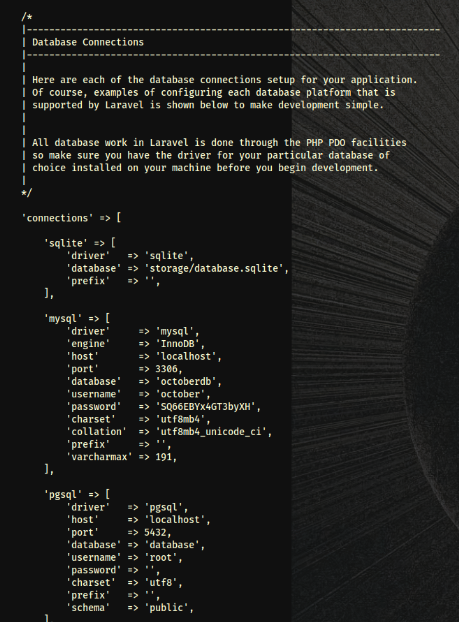 /*
|--------------------------------------------------------------------------
| Database Connections
|--------------------------------------------------------------------------
|
| Here are each of the database connections setup for your application.
| Of course, examples of configuring each database platform that is
| supported by Laravel is shown below to make development simple.
|
|
| All database work in Laravel is done through the PHP PDO facilities
| so make sure you have the driver for your particular database of
| choice installed on your machine before you begin development.
|
*/
'connections' => [
'sqlite' => [
'driver'   => 'sqlite',
'database' => 'storage/database.sqlite',
'prefix'   => '',
],
'mysql' => [
'driver'     => 'mysql',
'engine'     => 'InnoDB',
'host'       => 'localhost',
'port'       => 3306,
'database'   => 'octoberdb',
'username'   => 'october',
'password'   => 'SQ66EBYx4GT3byXH',
'charset'    => 'utf8mb4',
'collation'  => 'utf8mb4_unicode_ci',
'prefix'     => '',
'varcharmax' => 191,
],
'pgsql' => [
'driver'   => 'pgsql',
'host'     => 'localhost',
'port'     => 5432,
'database' => 'database',
'username' => 'root',
'password' => '',
'charset'  => 'utf8',
'prefix'   => '',
'schema'   => 'public',
]